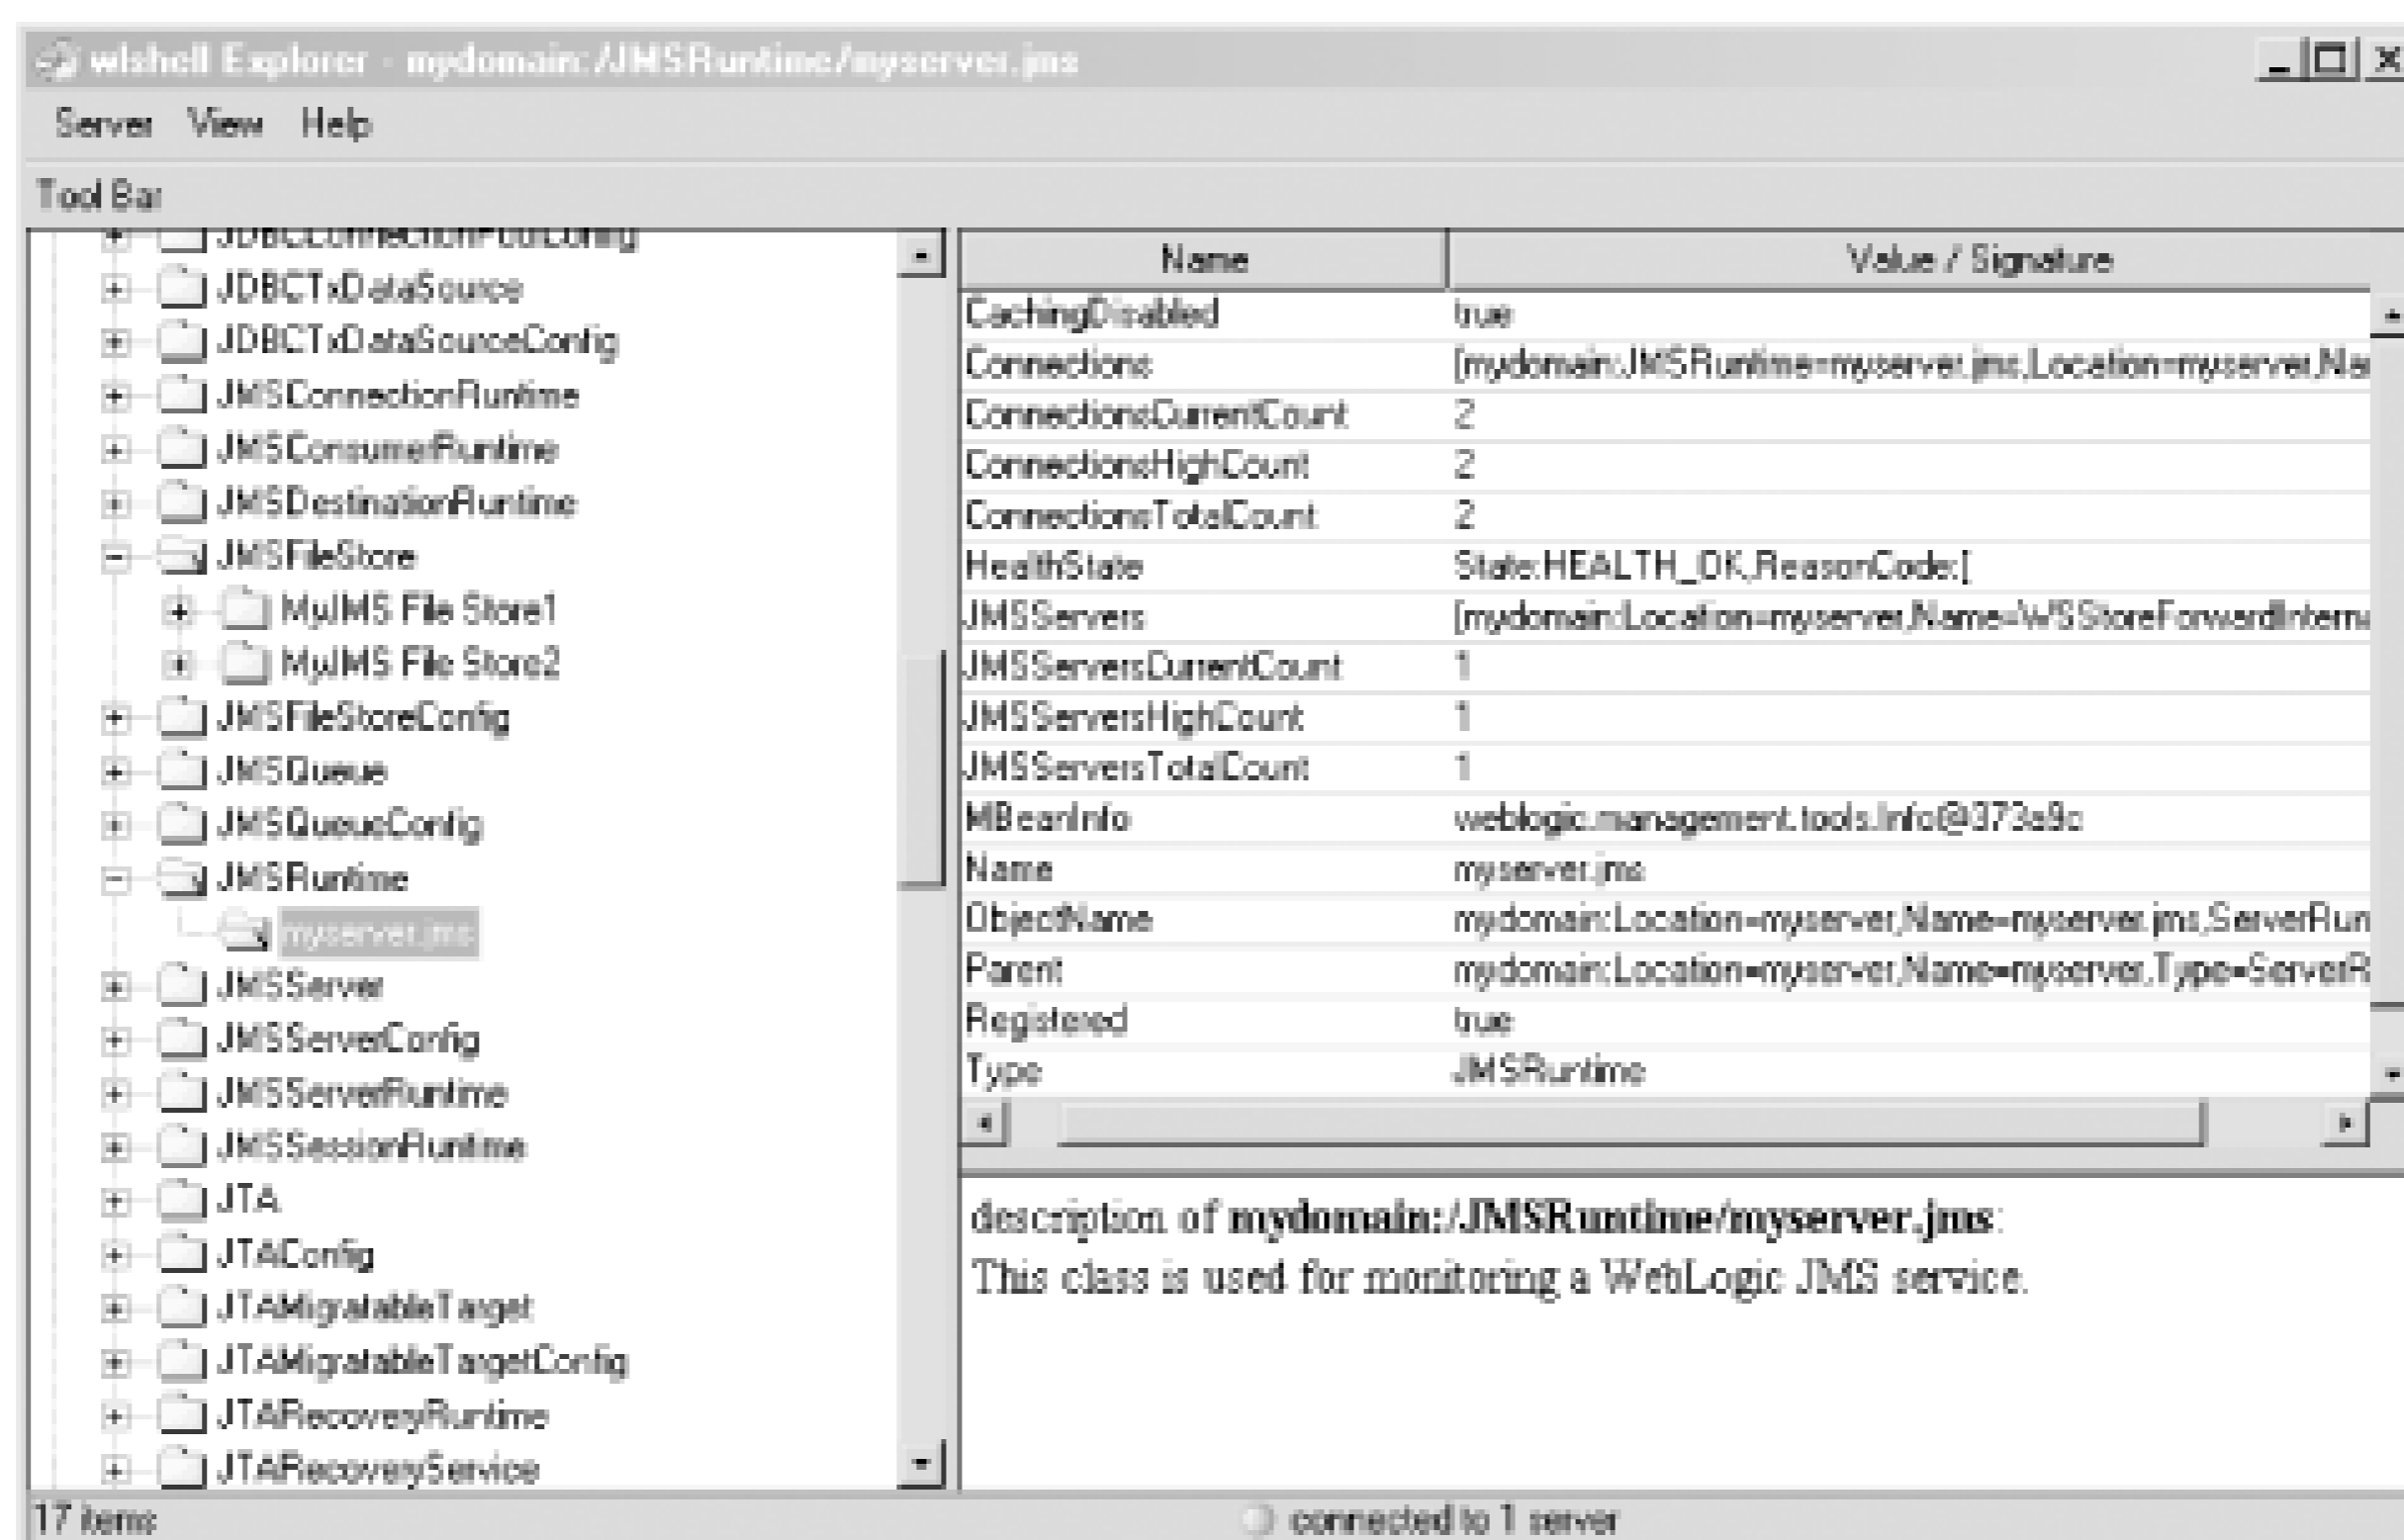 wlshell Explorer - mydomain:/JMSRuntime/myserver.jms
Server View Help
Tool Bar
JDBCConnectionPoolConfig
JDBCTxDataSource
JDBCTxDataSourceConfig
JMSConnectionRuntime
JMSConsumerRuntime
JMSDestinationRuntime
JMSFileStore
MyJMS File Store1
MyJMS File Store2
JMSFileStoreConfig
JMSQueue
JMSQueueConfig
JMSRuntime
myserver.jms
JMSServer
JMSServerConfig
JMSServerRuntime
JMSSessionRuntime
JTA
JTAConfig
JTAMigratableTarget
JTAMigratableTargetConfig
JTARecoveryRuntime
JTARecoveryService
Name Value / Signature
CachingDisabled true
Connections [mydomain:JMSRuntime=myserver.jms,Location=myserver,Nar
ConnectionsCurrentCount 2
ConnectionsHighCount 2
ConnectionsTotalCount 2
HealthState State:HEALTH_OK,ReasonCode:[
JMSServers [mydomain:Location=myserver,Name=WSStoreForwardInterna
JMSServersCurrentCount 1
JMSServersHighCount 1
JMSServersTotalCount 1
MBeanInfo weblogic.management.tools.Info@373a9c
Name myserver.jms
ObjectName mydomain:Location=myserver,Name=myserver.jms,ServerRun
Parent mydomain:Location=myserver,Name=myserver,Type=ServerR
Registered true
Type JMSRuntime
description of mydomain:/JMSRuntime/myserver.jms:
This class is used for monitoring a WebLogic JMS service.
17 items connected to 1 server